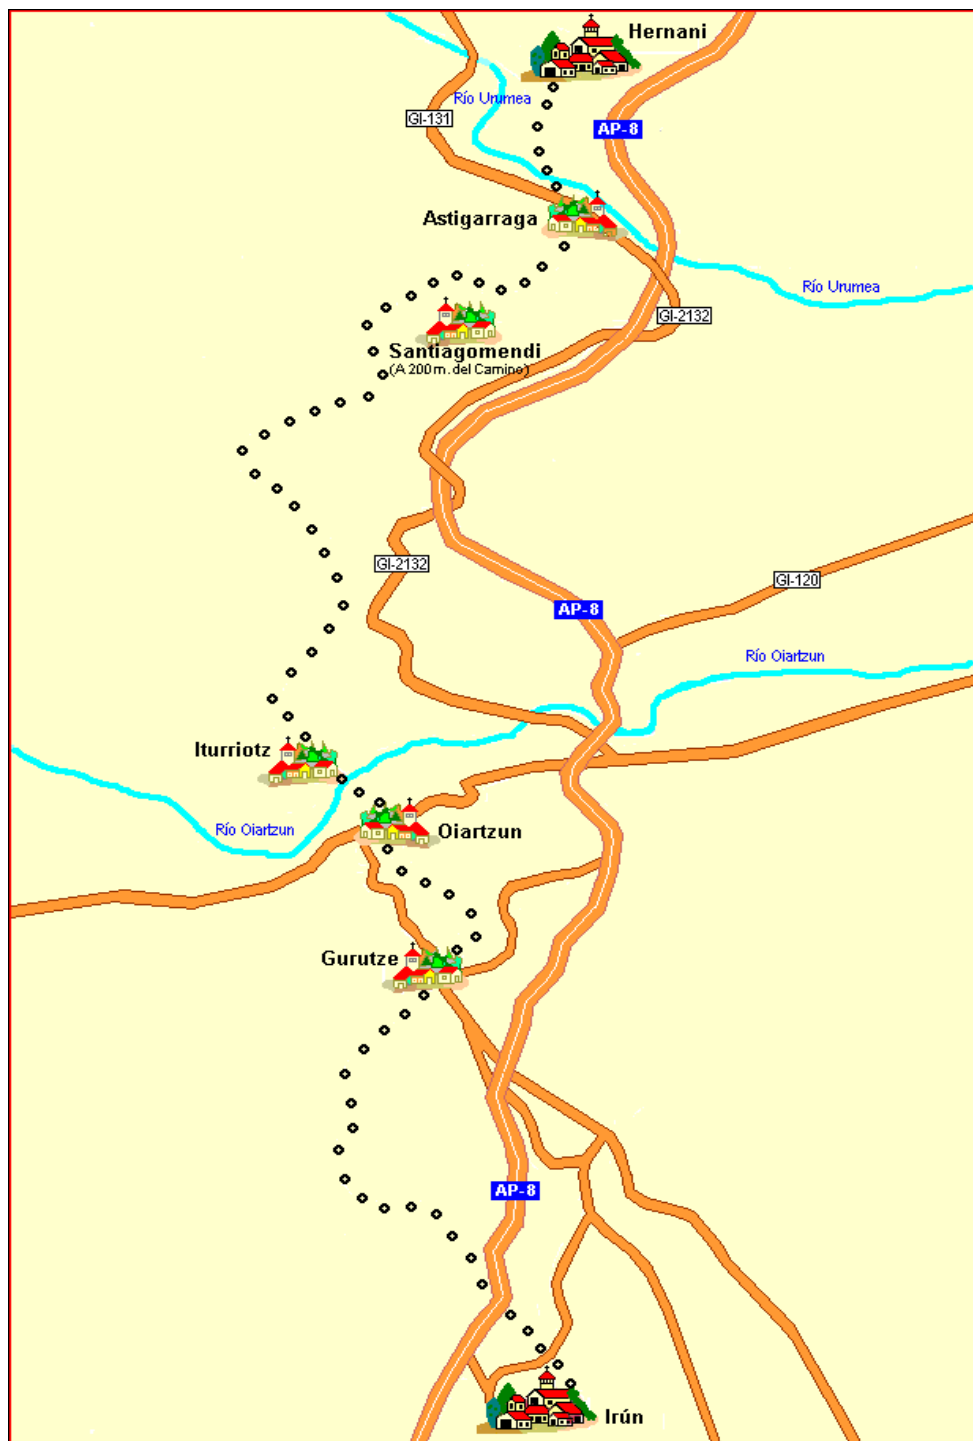 Hernani
Río Urumea
GI-131
AP-8
Astigarraga
Río Urumea
GI-2132
Santiagomendi
(A 200 m. del Camino)
GI-2132
GI-120
AP-8
Río Oiartzun
Iturriotz
Río Oiartzun
Oiartzun
Gurutze
AP-8
Irún